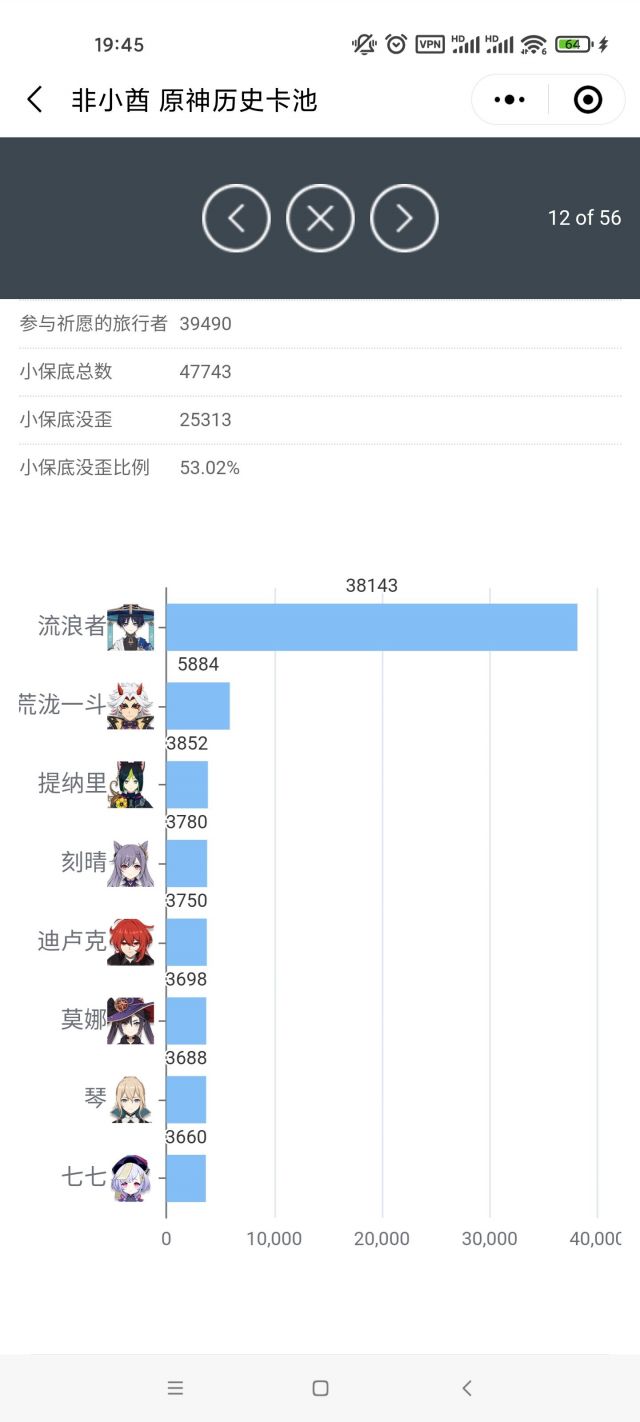 19:45
VPN HD HD 6 64
非小酋 原神历史卡池
12 of 56
参与祈愿的旅行者 39490
小保底总数 47743
小保底没歪 25313
小保底没歪比例 53.02%
38143
流浪者
5884
荒泷一斗
3852
提纳里
3780
刻晴
3750
迪卢克
3698
莫娜
3688
琴
3660
七七
0 10,000 20,000 30,000 40,000